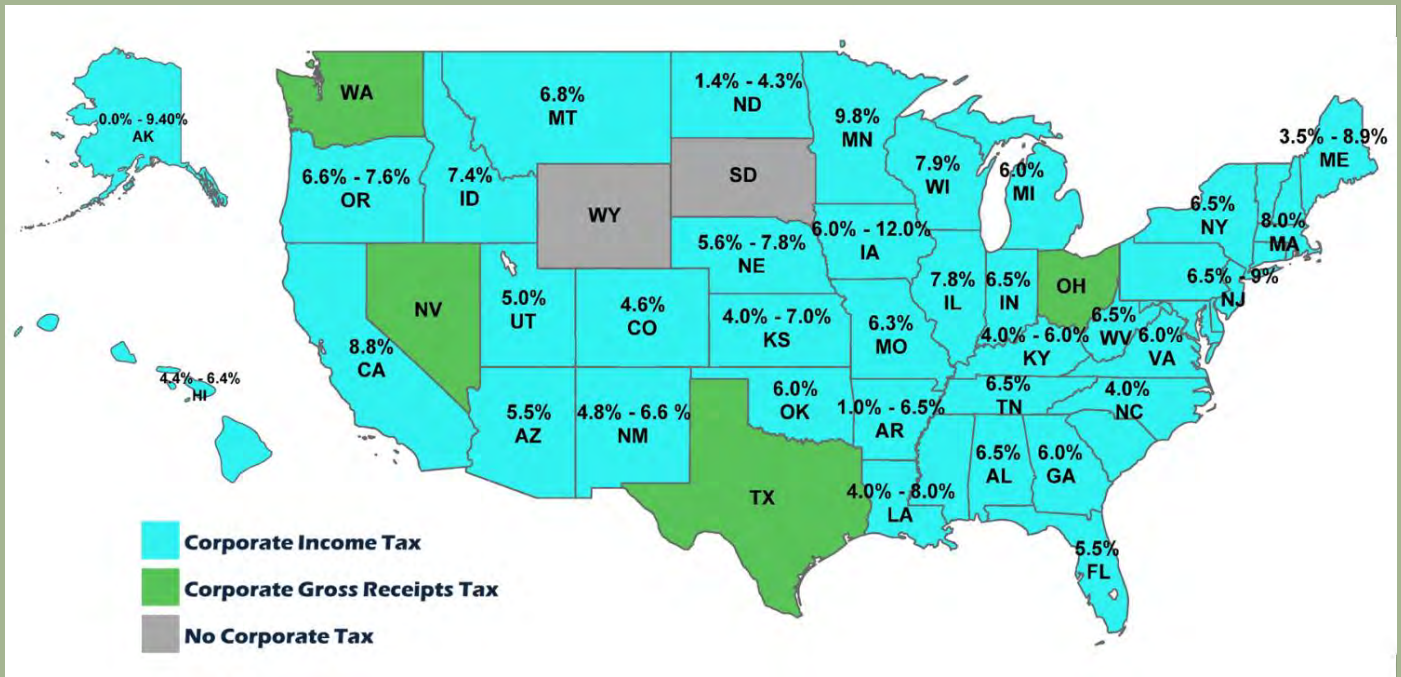 WA
0.0% - 9.40%
AK
6.8%
MT
1.4% - 4.3%
ND
9.8%
MN
3.5% - 8.9%
ME
6.6% - 7.6%
OR
7.4%
ID
WY
SD
7.9%
WI
6.0%
MI
6.5%
NY
8.0%
MA
5.6% - 7.8%
NE
6.0% - 12.0%
IA
NV
5.0%
UT
4.6%
CO
4.0% - 7.0%
KS
7.8%
IL
6.5%
IN
OH
6.5% - 9%
NJ
8.8%
CA
6.3%
MO
4.0% - 6.0%
KY
6.5%
WV
6.0%
VA
4.4% - 6.4%
HI
5.5%
AZ
4.8% - 6.6 %
NM
6.0%
OK
1.0% - 6.5%
AR
6.5%
TN
4.0%
NC
TX
4.0% - 8.0%
LA
6.5%
AL
6.0%
GA
5.5%
FL
Corporate Income Tax
Corporate Gross Receipts Tax
No Corporate Tax